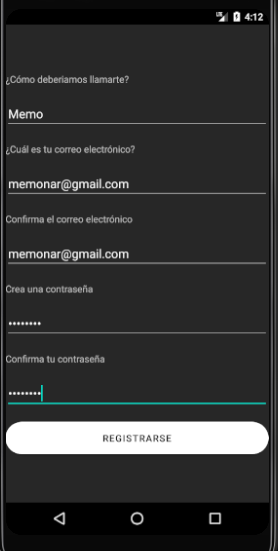 4:12
¿Cómo deberiamos llamarte?
Memo
¿Cuál es tu correo electrónico?
memonar@gmail.com
Confirma el correo electrónico
memonar@gmail.com
Crea una contraseña
••••••••
Confirma tu contraseña
••••••••
REGISTRARSE